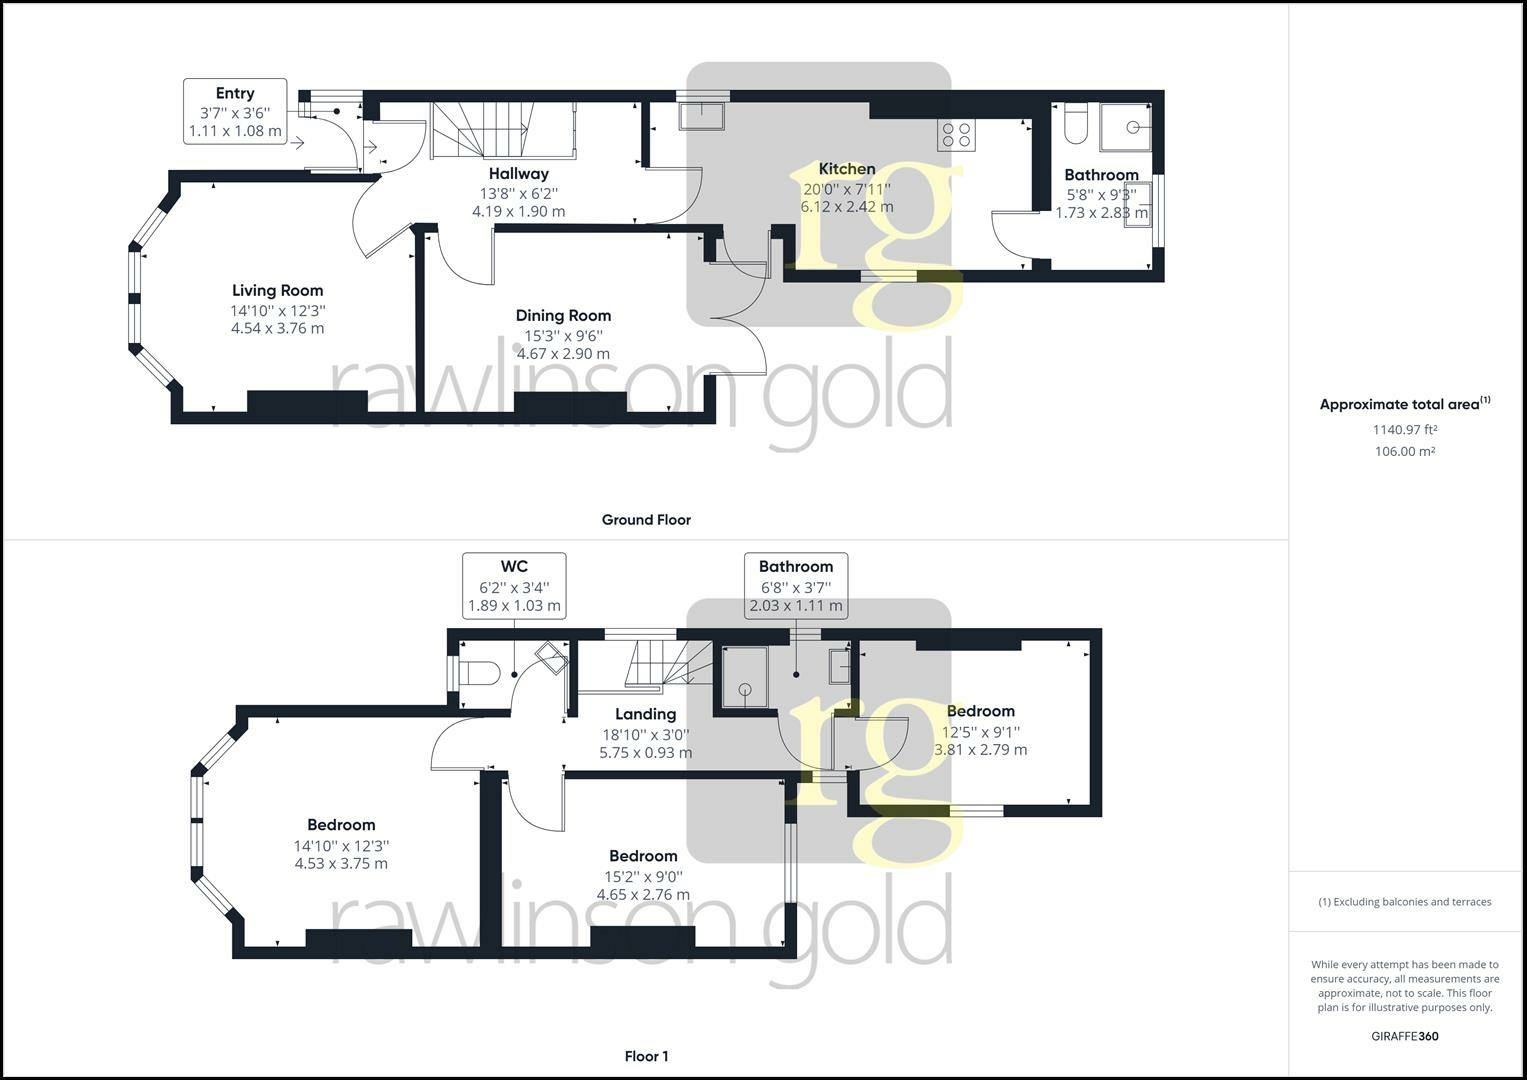 Entry
3'7'' x 3'6''
1.11 x 1.08 m
Hallway
13'8'' x 6'2''
4.19 x 1.90 m
Kitchen
20'0'' x 7'11''
6.12 x 2.42 m
Bathroom
5'8'' x 9'3''
1.73 x 2.83 m
Living Room
14'10'' x 12'3''
4.54 x 3.76 m
Dining Room
15'3'' x 9'6''
4.67 x 2.90 m
rg
rawlinson gold
Ground Floor
WC
6'2'' x 3'4''
1.89 x 1.03 m
Bathroom
6'8'' x 3'7''
2.03 x 1.11 m
Landing
18'10'' x 3'0''
5.75 x 0.93 m
Bedroom
12'5'' x 9'1''
3.81 x 2.79 m
Bedroom
14'10'' x 12'3''
4.53 x 3.75 m
Bedroom
15'2'' x 9'0''
4.65 x 2.76 m
rg
rawlinson gold
Floor 1
Approximate total area(1)
1140.97 ft²
106.00 m²
(1) Excluding balconies and terraces
While every attempt has been made to
ensure accuracy, all measurements are
approximate, not to scale. This floor
plan is for illustrative purposes only.
GIRAFFE360